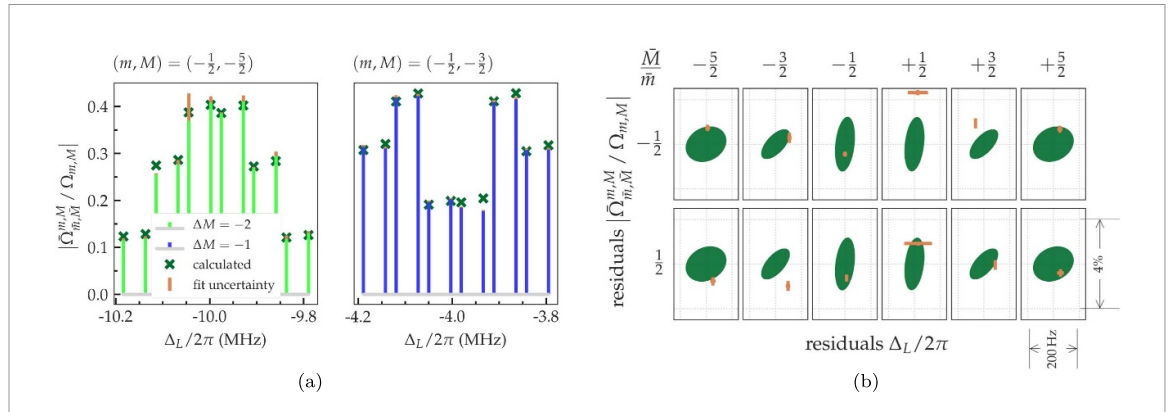 (m, M) = (−1/2, −5/2)
(m, M) = (−1/2, −3/2)
|Ω̄^{m,M}_{m̄,M̄} / Ω_{m,M}|
0.4
0.3
0.2
0.1
0.0
ΔM = −2
ΔM = −1
calculated
fit uncertainty
-10.2 -10.0 -9.8
-4.2 -4.0 -3.8
Δ_L/2π (MHz)
Δ_L/2π (MHz)
(a)
M̄
m̄
−5/2 −3/2 −1/2 +1/2 +3/2 +5/2
−1/2
1/2
residuals |Ω̄^{m,M}_{m̄,M̄} / Ω_{m,M}|
4%
residuals Δ_L/2π
200 Hz
(b)